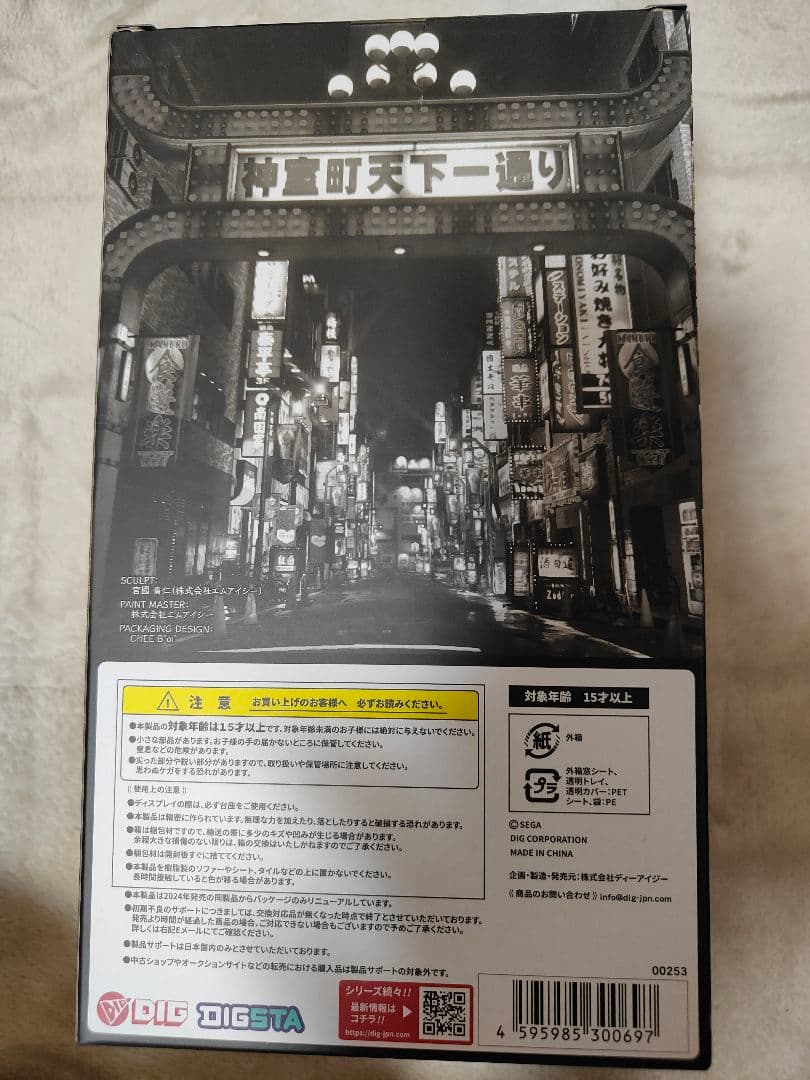 神室町天下一通り
お好み焼き
KAMURO
KAMURO
SCULPT:
宮國 貴仁(株式会社エムアイシー)
PAINT MASTER:
株式会社エムアイシー
PACKAGING DESIGN:
注意 お買い上げのお客様へ 必ずお読みください。
●本製品の対象年齢は15才以上です。対象年齢未満のお子様には絶対に与えないでください。
●小さな部品があります。お子様の手の届かないところに保管してください。
窒息などの危険があります。
●尖った部分や鋭い部分がありますので、取り扱いや保管場所に注意してください。
思わぬケガをする恐れがあります。
《 使用上の注意 》
●ディスプレイの際は、必ず台座をご使用ください。
●本製品は精密に作られています。無理な力を加えたり、落としたりすると破損する恐れがあります。
●箱は梱包材ですので、輸送の際に多少のキズや凹みが生じる場合があります。
余程大きな損傷のない限りは、箱の交換はいたしかねますのでご了承ください。
●梱包材は開封後すぐに捨ててください。
●本製品を樹脂製のソファーやシート、タイルなどの上に置かないでください。
長時間接触していると色が移る場合があります。
●本製品は2024年発売の同製品からパッケージのみリニューアルしています。
●初期不良のサポートにつきましては、交換対応品が無くなった時点で終了とさせていただいております。
発売より時間が経過した商品の場合、ご対応できない場合もございますので予めご了承ください。
詳しくは右記Eメールにてご確認ください。
●製品サポートは日本国内のみとさせていただいております。
●中古ショップやオークションサイトなどの転売における購入品は製品サポートの対象外です。
対象年齢 15才以上
紙 外箱
プラ 外箱窓シート、
透明トレイ、
透明カバー:PET
シート、袋:PE
©SEGA
DIG CORPORATION
MADE IN CHINA
企画・製造・発売元:株式会社ディーアイジー
《 商品のお問い合わせ 》 info@dig-jpn.com
00253
DIG DIGSTA
シリーズ続々!!
最新情報は
コチラ!!
https://dig-jpn.com
4 595985 300697